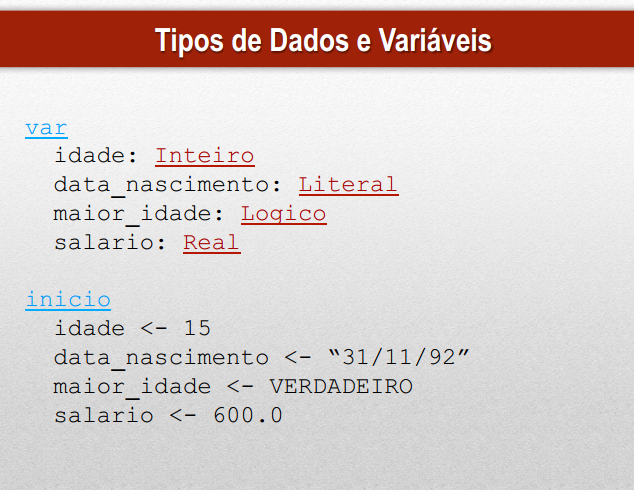 Tipos de Dados e Variáveis
var
idade: Inteiro
data_nascimento: Literal
maior_idade: Logico
salario: Real
inicio
idade <- 15
data_nascimento <- “31/11/92”
maior_idade <- VERDADEIRO
salario <- 600.0